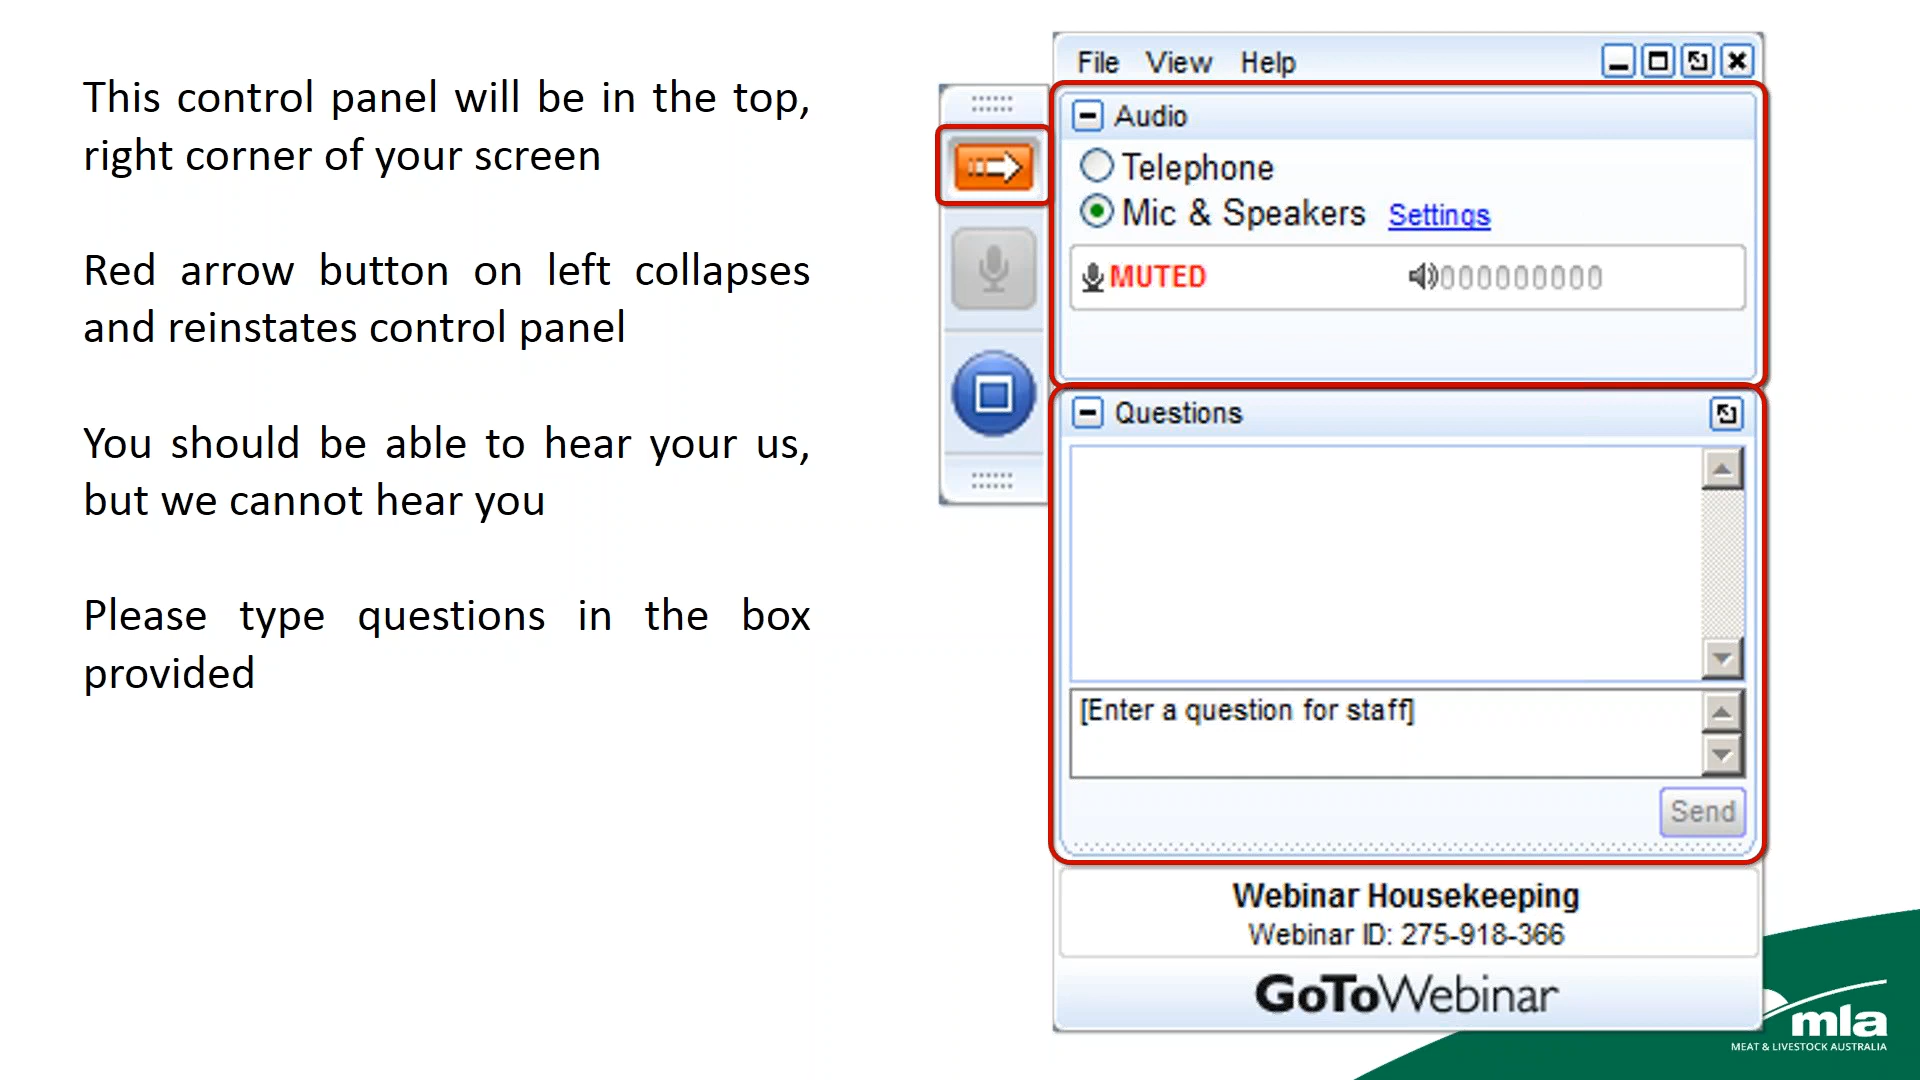 This control panel will be in the top,
right corner of your screen
Red arrow button on left collapses
and reinstates control panel
You should be able to hear your us,
but we cannot hear you
Please type questions in the box
provided
File View Help
Audio
Telephone
Mic & Speakers Settings
MUTED 000000000
Questions
[Enter a question for staff]
Send
Webinar Housekeeping
Webinar ID: 275-918-366
GoToWebinar
mla
MEAT & LIVESTOCK AUSTRALIA